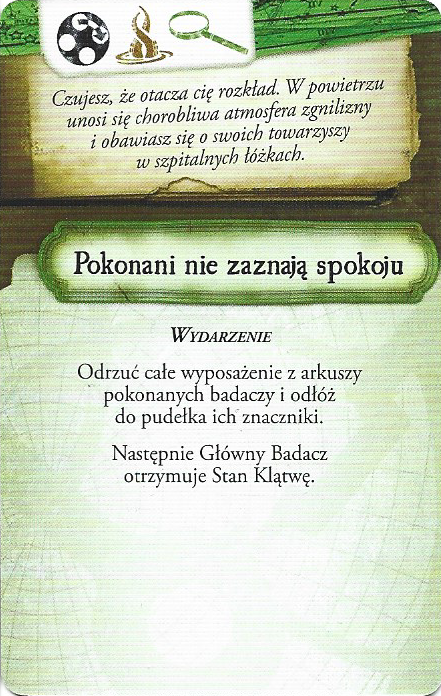 Czujesz, że otacza cię rozkład. W powietrzu
unosi się chorobliwa atmosfera zgnilizny
i obawiasz się o swoich towarzyszy
w szpitalnych łóżkach.
Pokonani nie zaznają spokoju
WYDARZENIE
Odrzuć całe wyposażenie z arkuszy
pokonanych badaczy i odłóż
do pudełka ich znaczniki.
Następnie Główny Badacz
otrzymuje Stan Klątwę.